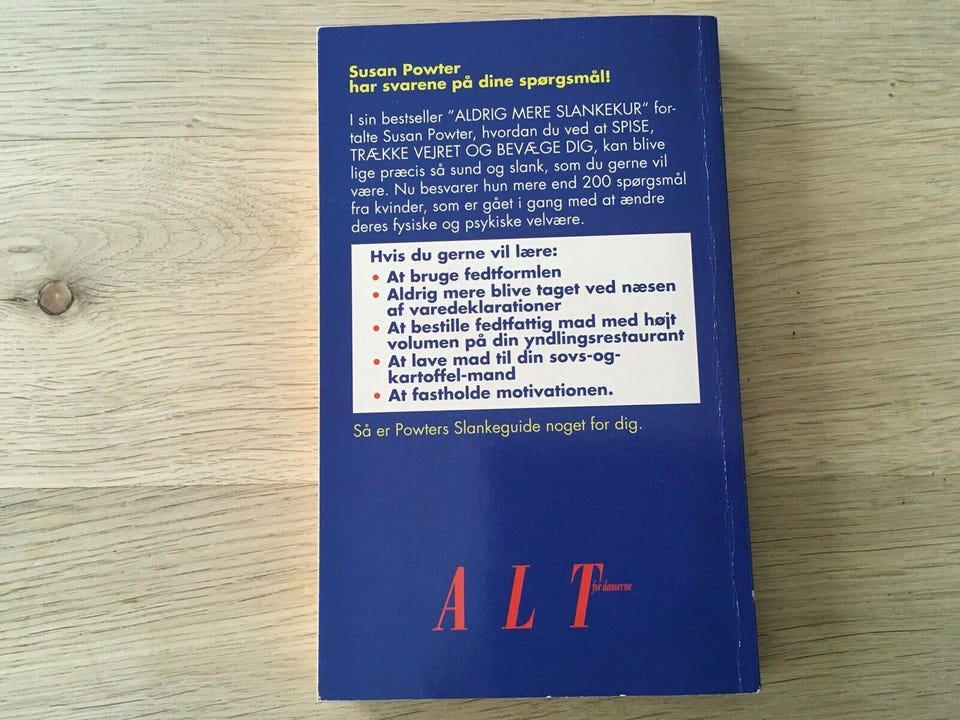 Susan Powter
har svarene på dine spørgsmål!
I sin bestseller "ALDRIG MERE SLANKEKUR" for-
talte Susan Powter, hvordan du ved at SPISE,
TRÆKKE VEJRET OG BEVÆGE DIG, kan blive
lige præcis så sund og slank, som du gerne vil
være. Nu besvarer hun mere end 200 spørgsmål
fra kvinder, som er gået i gang med at ændre
deres fysiske og psykiske velvære.
Hvis du gerne vil lære:
• At bruge fedtformlen
• Aldrig mere blive taget ved næsen
af varedeklarationer
• At bestille fedtfattig mad med højt
volumen på din yndlingsrestaurant
• At lave mad til din sovs-og-
kartoffel-mand
• At fastholde motivationen.
Så er Powters Slankeguide noget for dig.
ALT for damerne